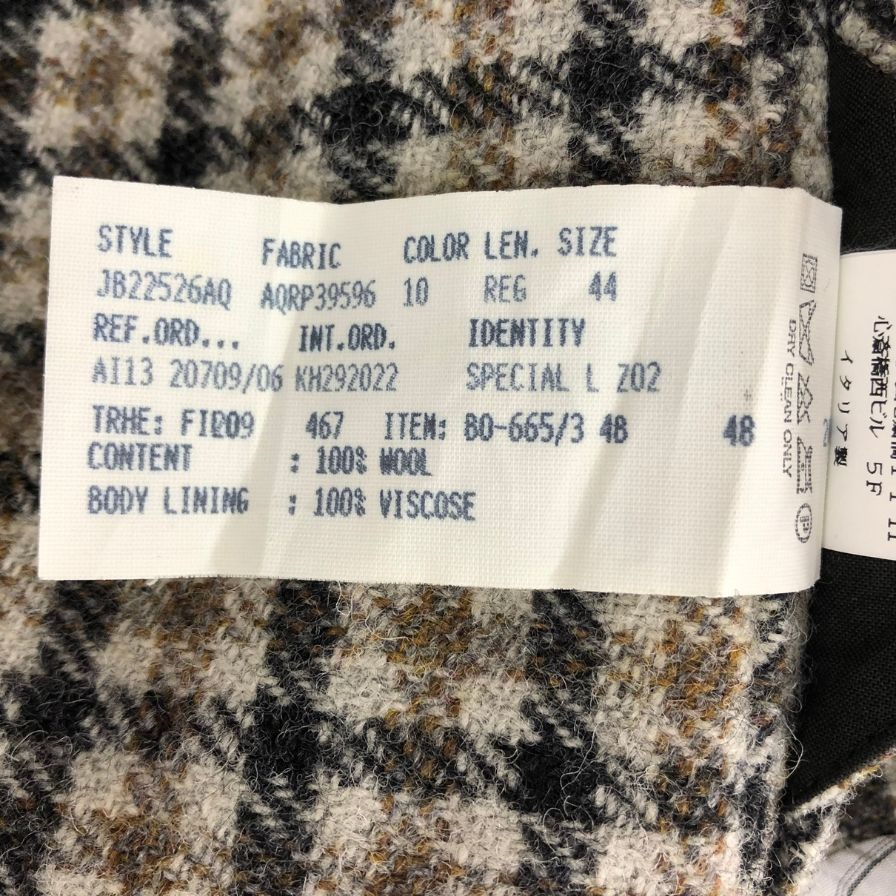 STYLE FABRIC COLOR LEN. SIZE
JB22526AQ AQRP39596 10 REG 44
REF.ORD... INT.ORD. IDENTITY
AI13 20709/06 KH292022 SPECIAL L Z02
TRHE: 467 ITEM: BO-665/3 48 48
CONTENT : 100% WOOL
BODY LINING : 100% VISCOSE
DRY CLEAN ONLY
P
心斎橋西ビル 5F
イタリア製